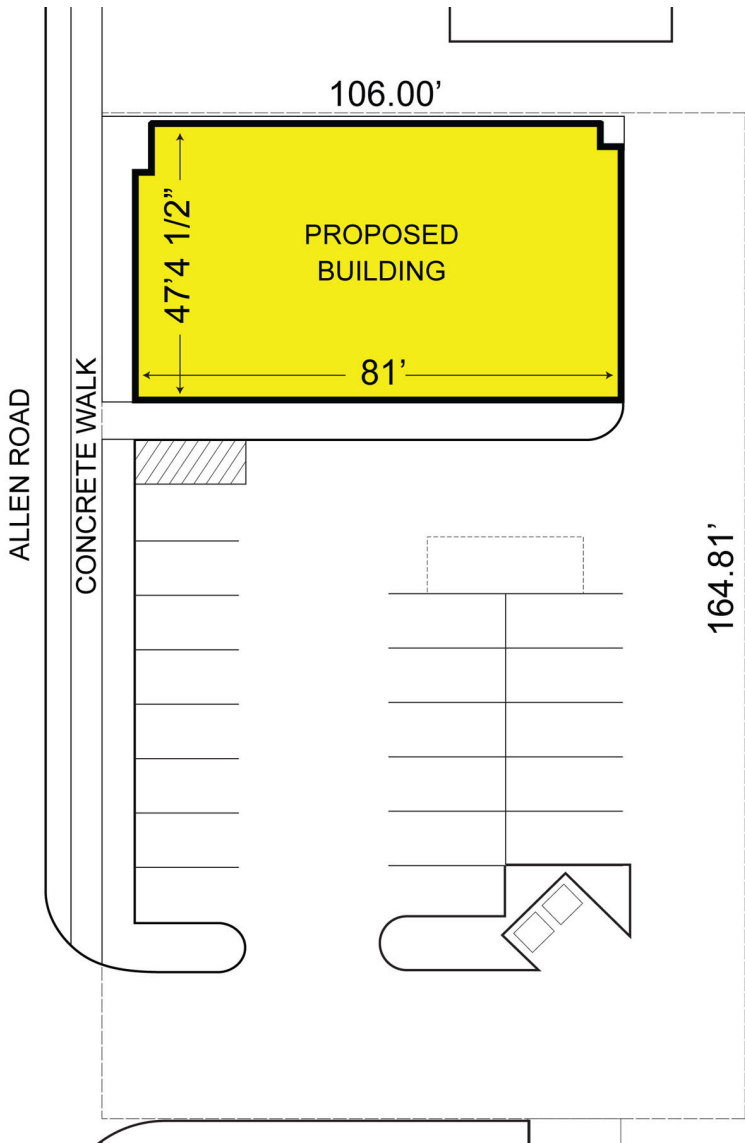 106.00’
47’4 1/2”
PROPOSED
BUILDING
81’
ALLEN ROAD
CONCRETE WALK
164.81’